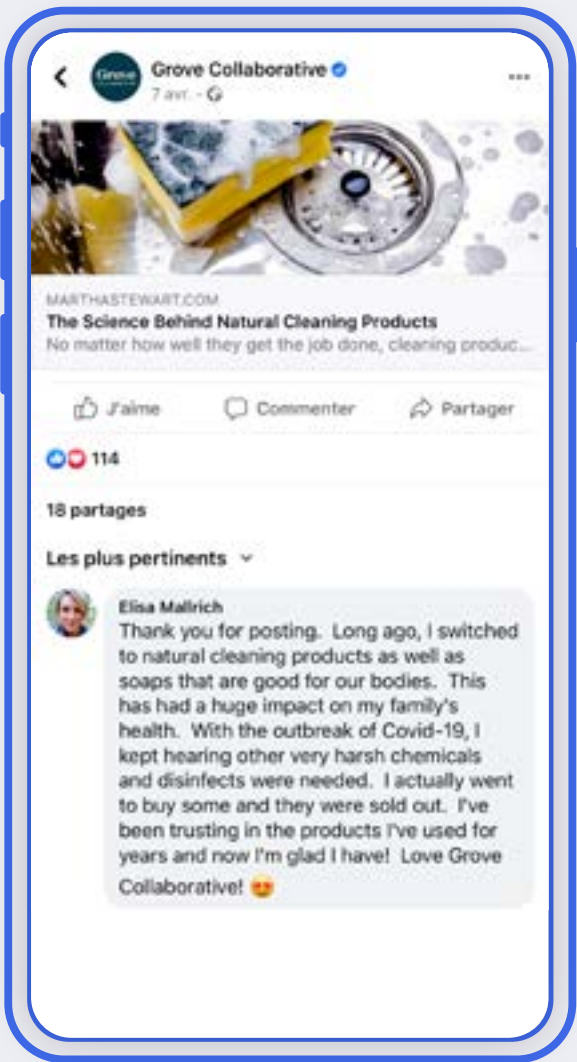 Grove
Grove Collaborative
7 avr. -
MARTHASTEWART.COM
The Science Behind Natural Cleaning Products
No matter how well they get the job done, cleaning produc...
J'aime
Commenter
Partager
114
18 partages
Les plus pertinents
Elisa Mallrich
Thank you for posting. Long ago, I switched
to natural cleaning products as well as
soaps that are good for our bodies. This
has had a huge impact on my family's
health. With the outbreak of Covid-19, I
kept hearing other very harsh chemicals
and disinfects were needed. I actually went
to buy some and they were sold out. I've
been trusting in the products I've used for
years and now I'm glad I have! Love Grove
Collaborative! 😍